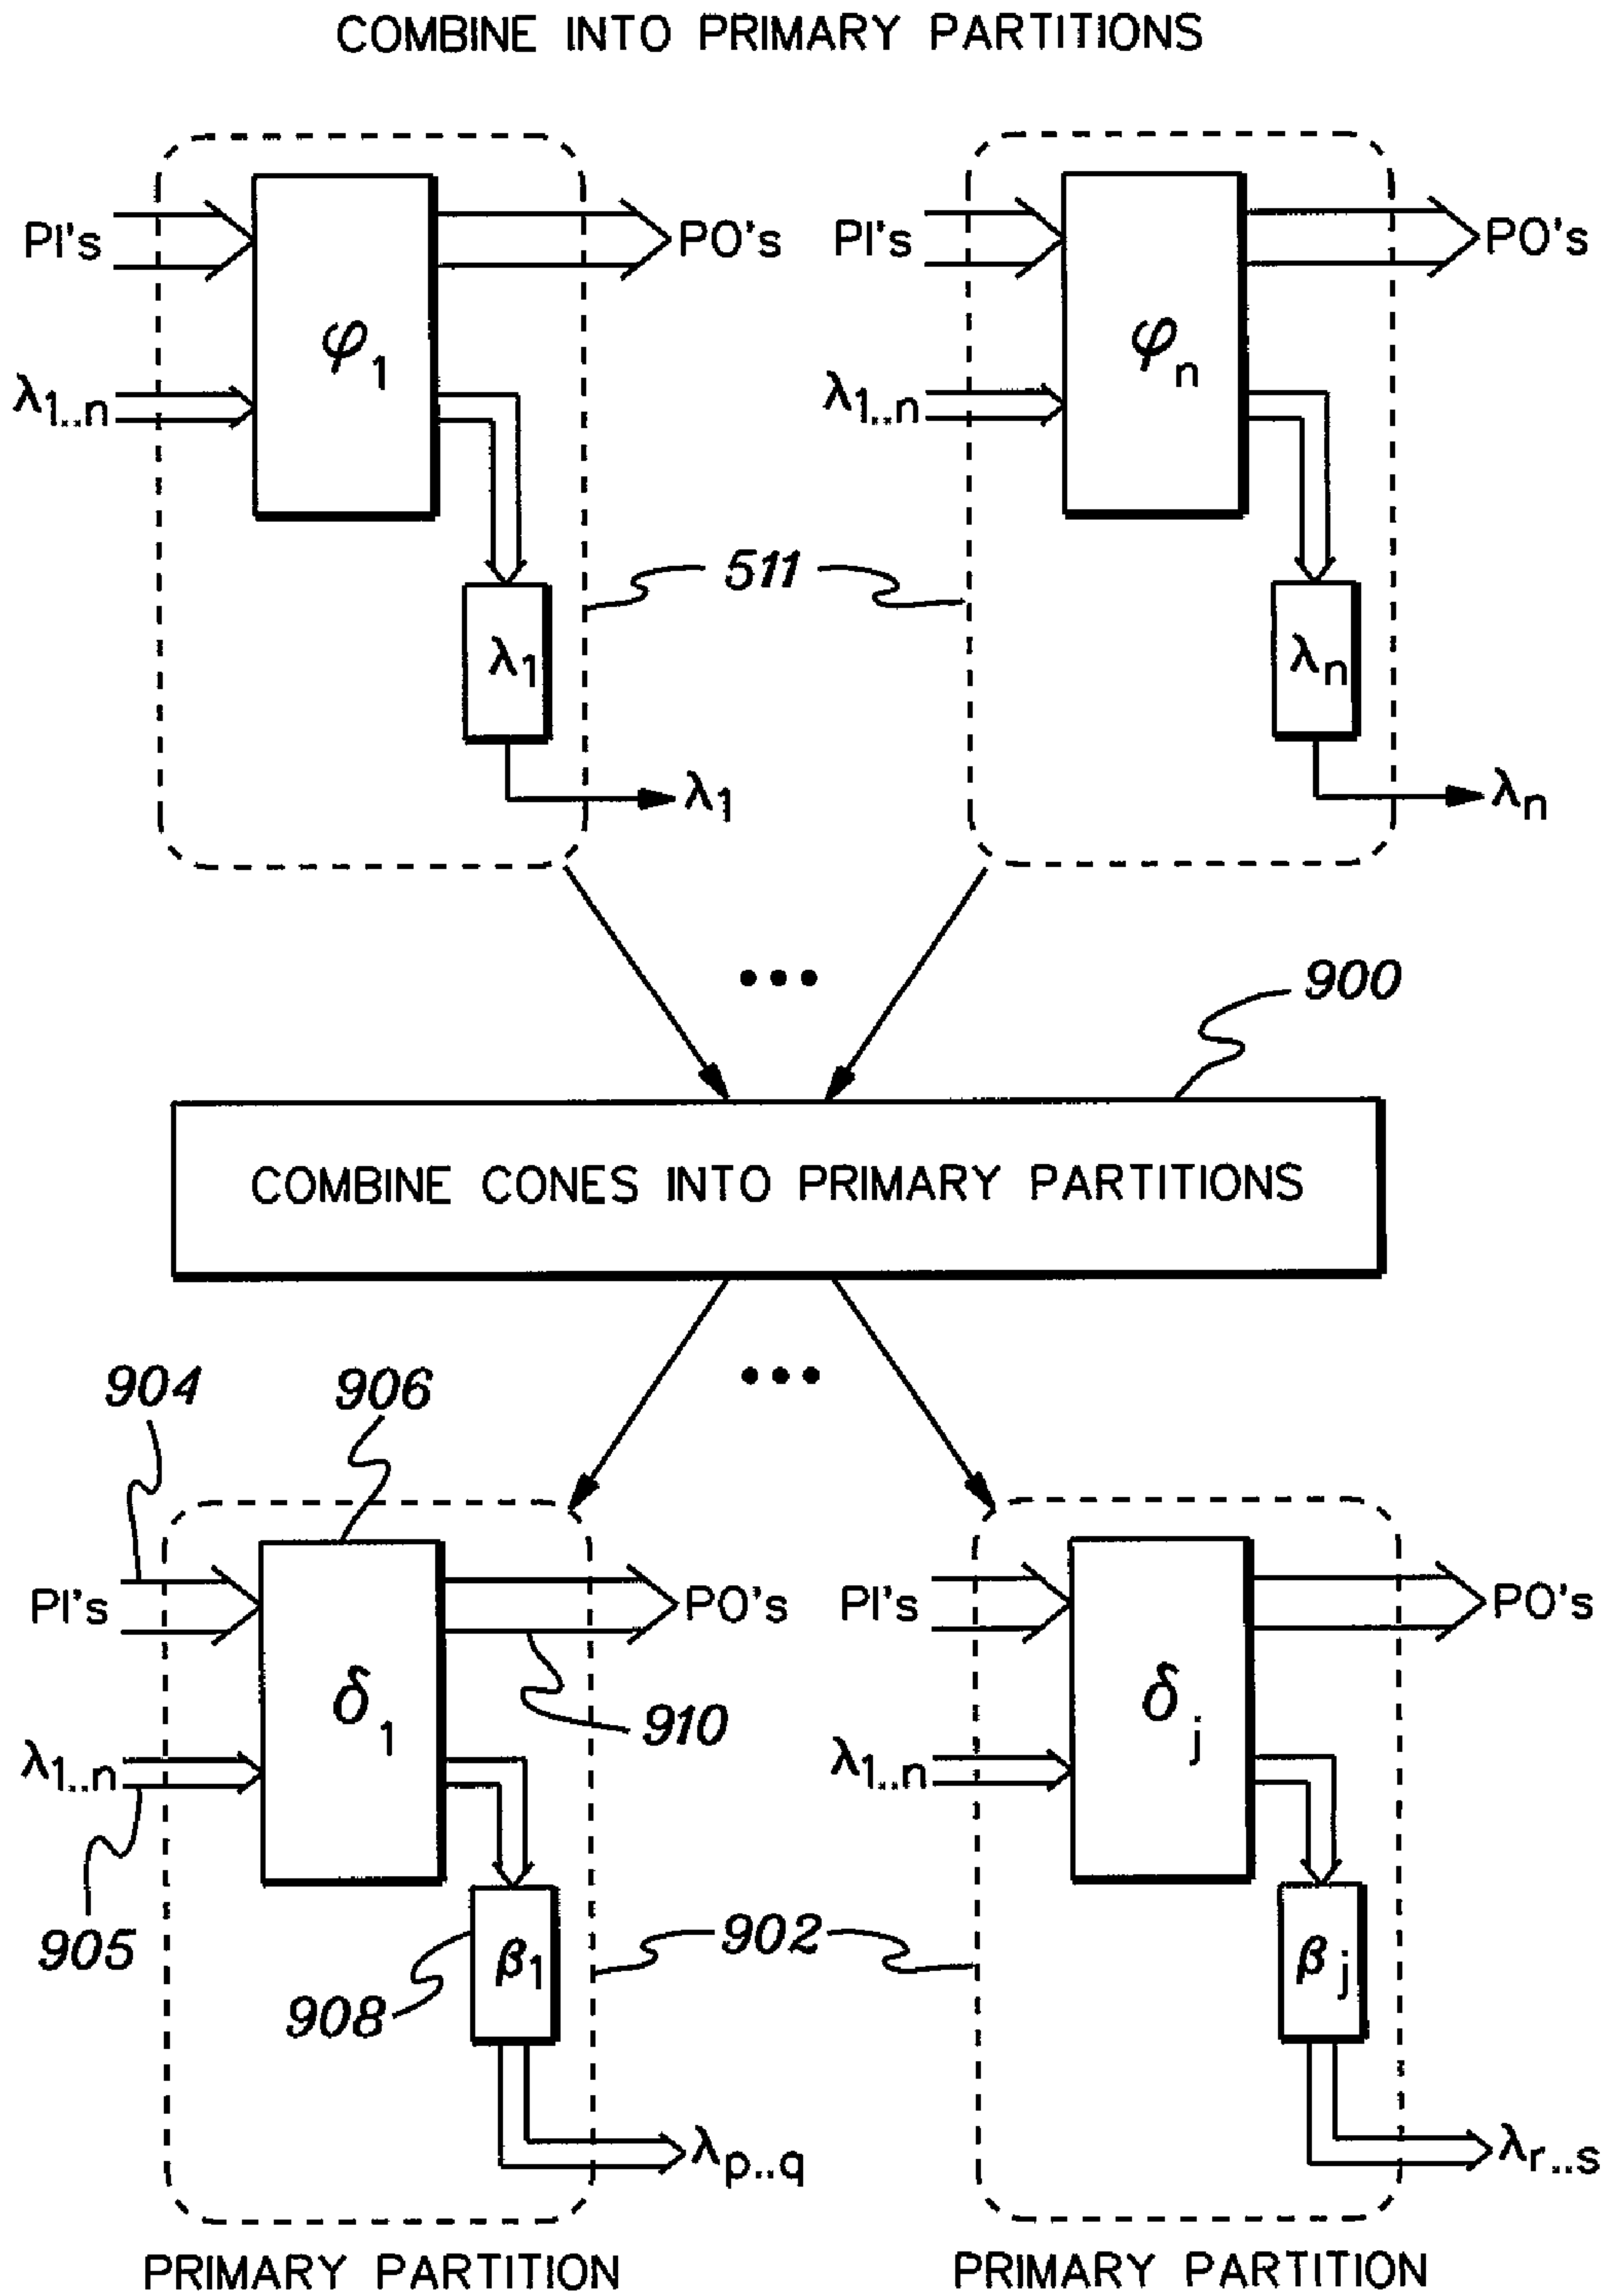 COMBINE INTO PRIMARY PARTITIONS
PI's
φ1
PO's
λ1..n
λ1
λ1
PI's
φn
PO's
λ1..n
λn
λn
511
900
COMBINE CONES INTO PRIMARY PARTITIONS
904
906
PI's
δ1
PO's
910
λ1..n
905
β1
908
λp..q
902
PI's
δj
PO's
λ1..n
βj
λr..s
PRIMARY PARTITION
PRIMARY PARTITION